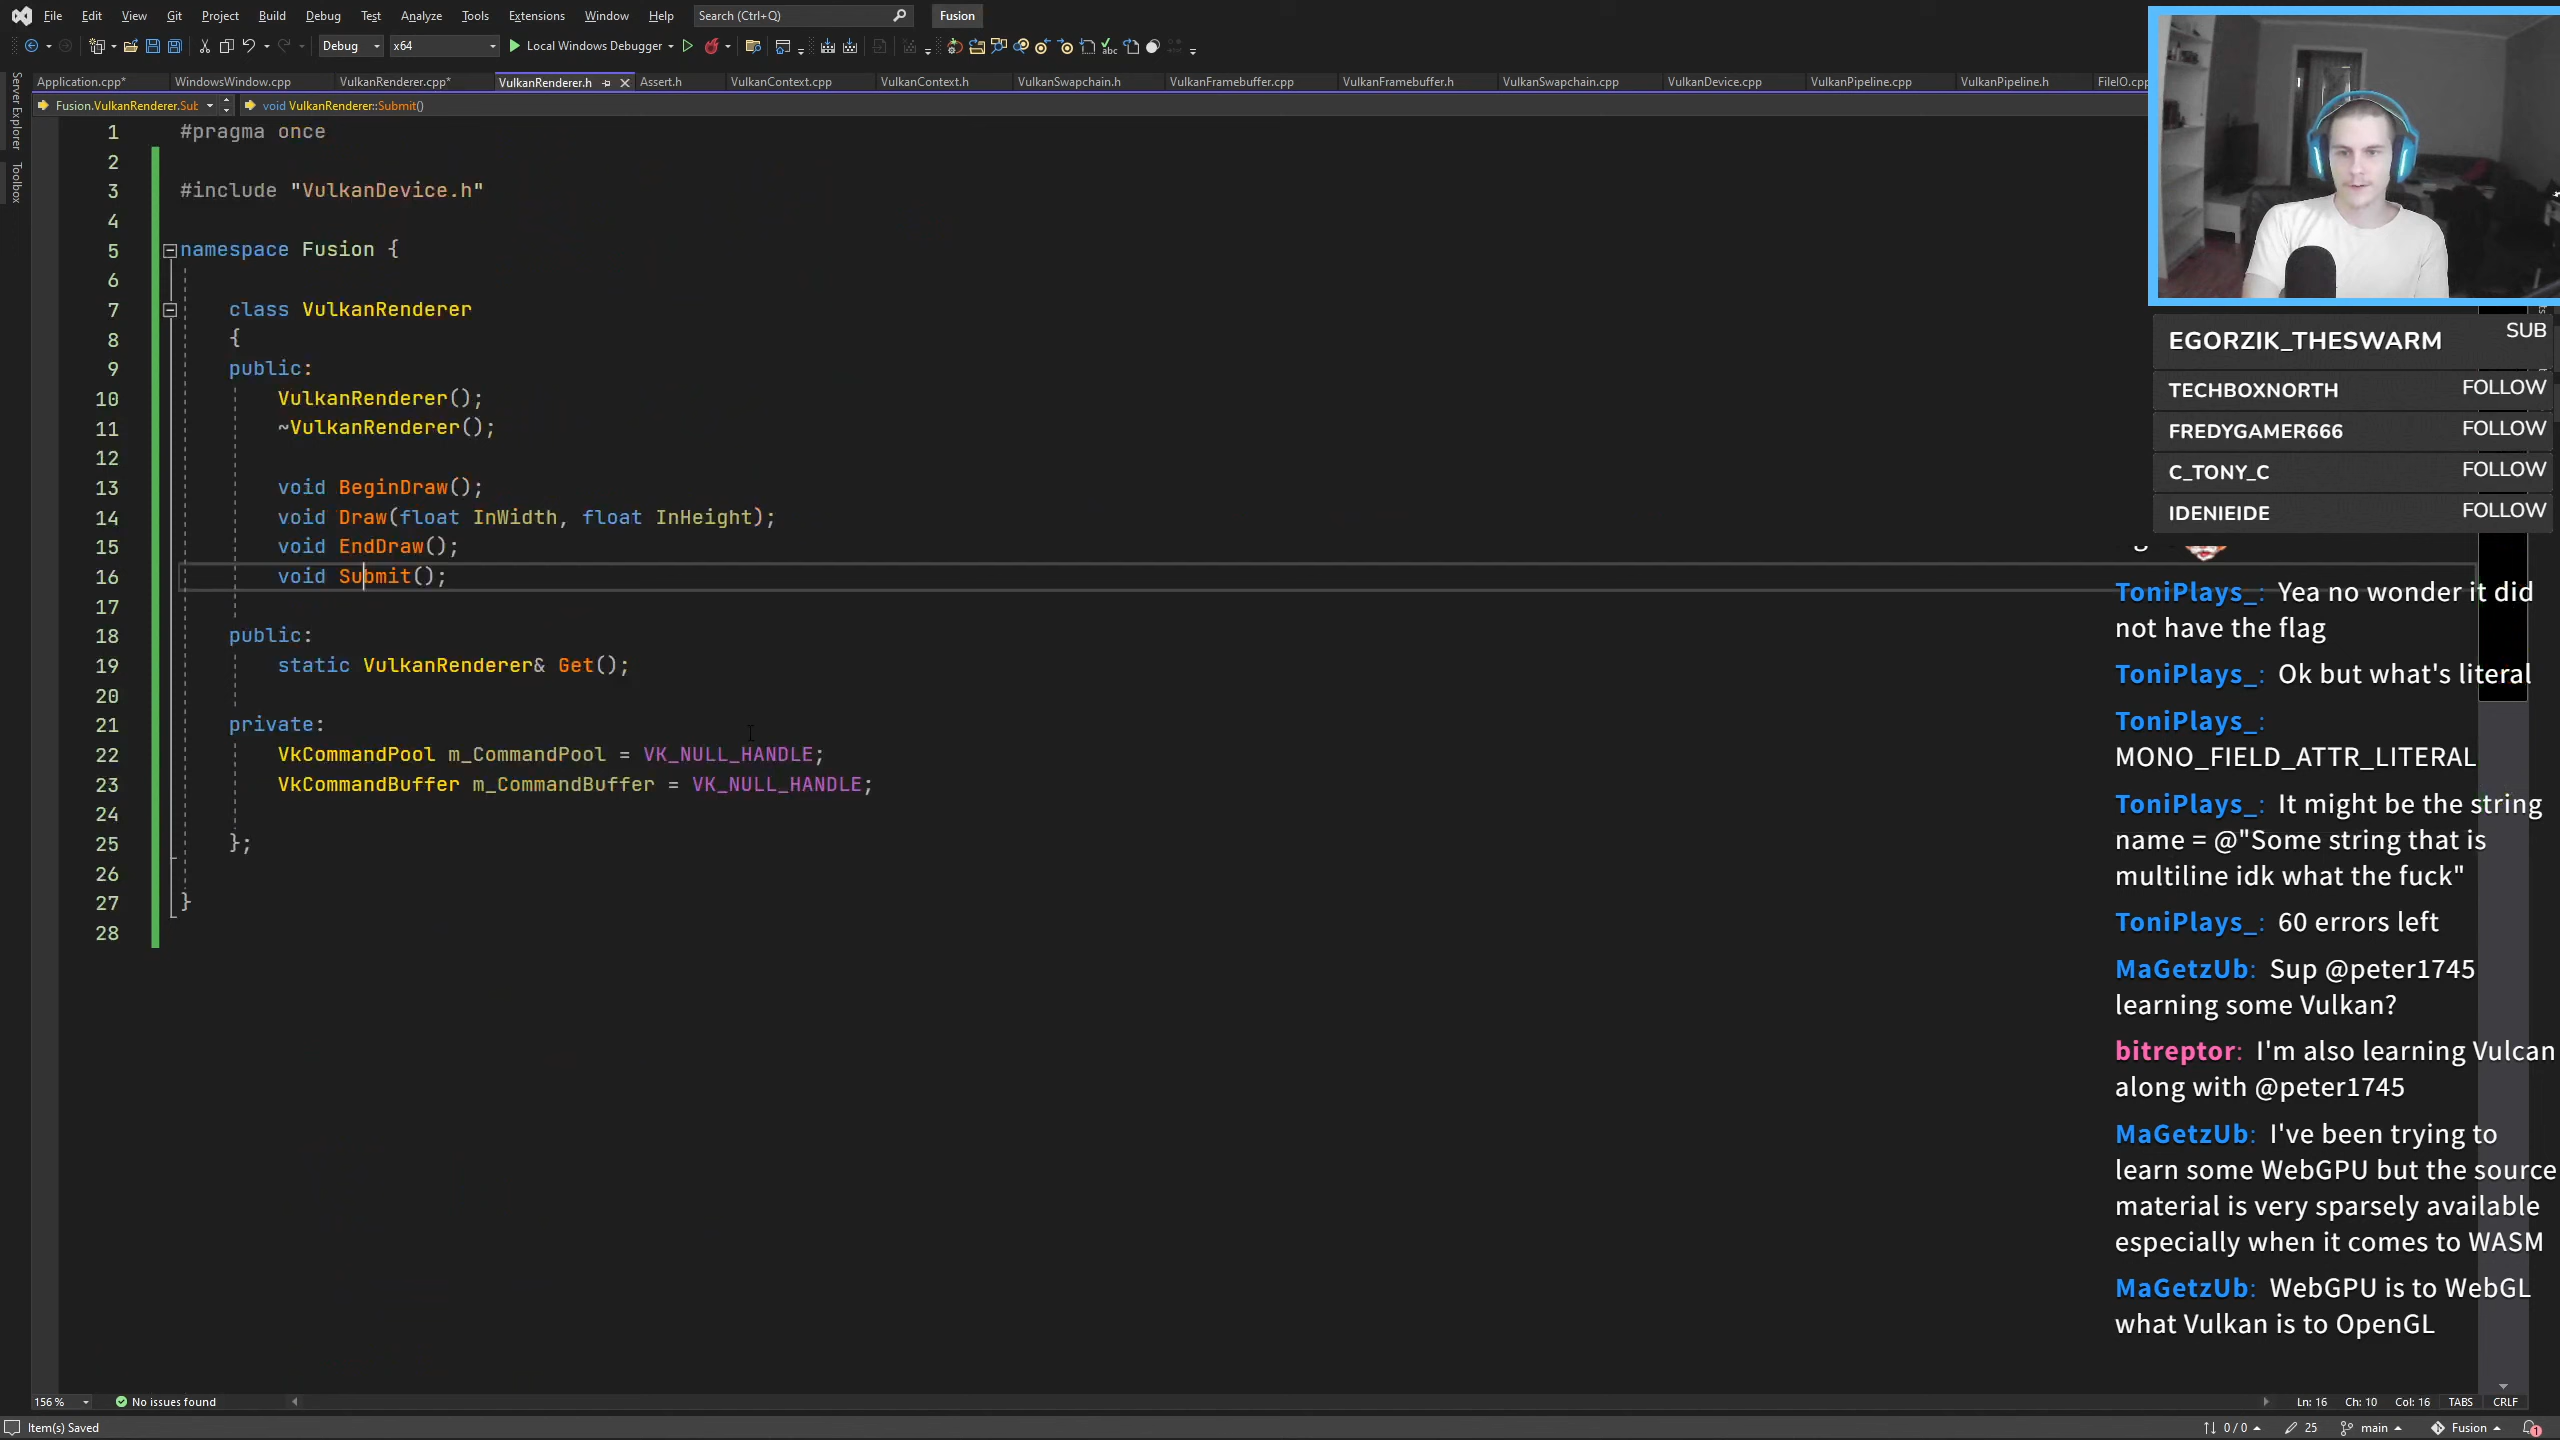 File Edit View Git Project Build Debug Test Analyze Tools Extensions Window Help Search (Ctrl+Q) Fusion
Debug x64 Local Windows Debugger
Application.cpp* WindowsWindow.cpp VulkanRenderer.cpp* VulkanRenderer.h Assert.h VulkanContext.cpp VulkanContext.h VulkanSwapchain.h VulkanFramebuffer.cpp VulkanFramebuffer.h VulkanSwapchain.cpp VulkanDevice.cpp VulkanPipeline.cpp VulkanPipeline.h FileIO.cpp
Fusion.VulkanRenderer.Sut void VulkanRenderer::Submit()
Server Explorer
Toolbox
1 #pragma once
2
3 #include "VulkanDevice.h"
4
5 namespace Fusion {
6
7 class VulkanRenderer
8 {
9 public:
10 VulkanRenderer();
11 ~VulkanRenderer();
12
13 void BeginDraw();
14 void Draw(float InWidth, float InHeight);
15 void EndDraw();
16 void Submit();
17
18 public:
19 static VulkanRenderer& Get();
20
21 private:
22 VkCommandPool m_CommandPool = VK_NULL_HANDLE;
23 VkCommandBuffer m_CommandBuffer = VK_NULL_HANDLE;
24
25 };
26
27 }
28
EGORZIK_THESWARM SUB
TECHBOXNORTH FOLLOW
FREDYGAMER666 FOLLOW
C_TONY_C FOLLOW
IDENIEIDE FOLLOW
ToniPlays_: Yea no wonder it did
not have the flag
ToniPlays_: Ok but what's literal
ToniPlays_:
MONO_FIELD_ATTR_LITERAL
ToniPlays_: It might be the string
name = @"Some string that is
multiline idk what the fuck"
ToniPlays_: 60 errors left
MaGetzUb: Sup @peter1745
learning some Vulkan?
bitreptor: I'm also learning Vulcan
along with @peter1745
MaGetzUb: I've been trying to
learn some WebGPU but the source
material is very sparsely available
especially when it comes to WASM
MaGetzUb: WebGPU is to WebGL
what Vulkan is to OpenGL
156 % No issues found Ln: 16 Ch: 10 Col: 16 TABS CRLF
Item(s) Saved 0 / 0 25 main Fusion 1